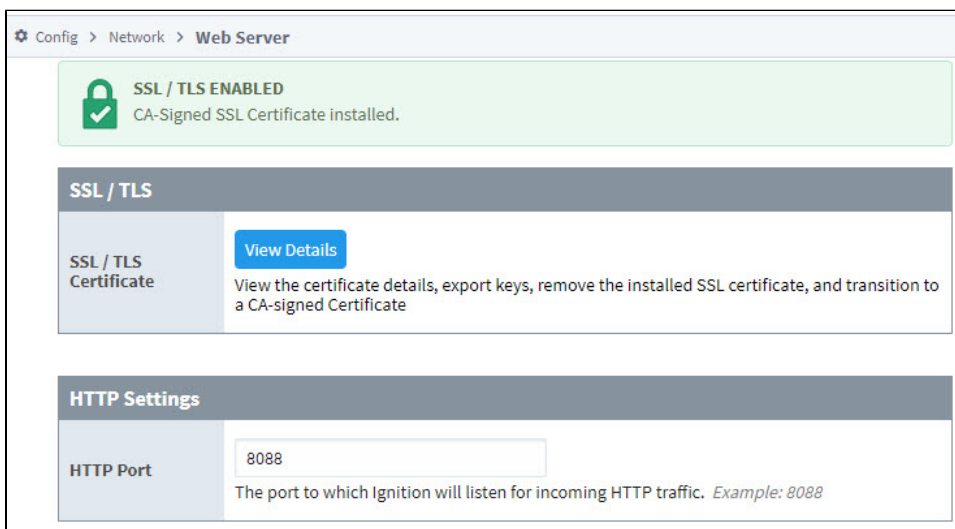 Config > Network > Web Server
SSL / TLS ENABLED
CA-Signed SSL Certificate installed.
SSL / TLS
SSL / TLS
Certificate
View Details
View the certificate details, export keys, remove the installed SSL certificate, and transition to
a CA-signed Certificate
HTTP Settings
HTTP Port
8088
The port to which Ignition will listen for incoming HTTP traffic. Example: 8088